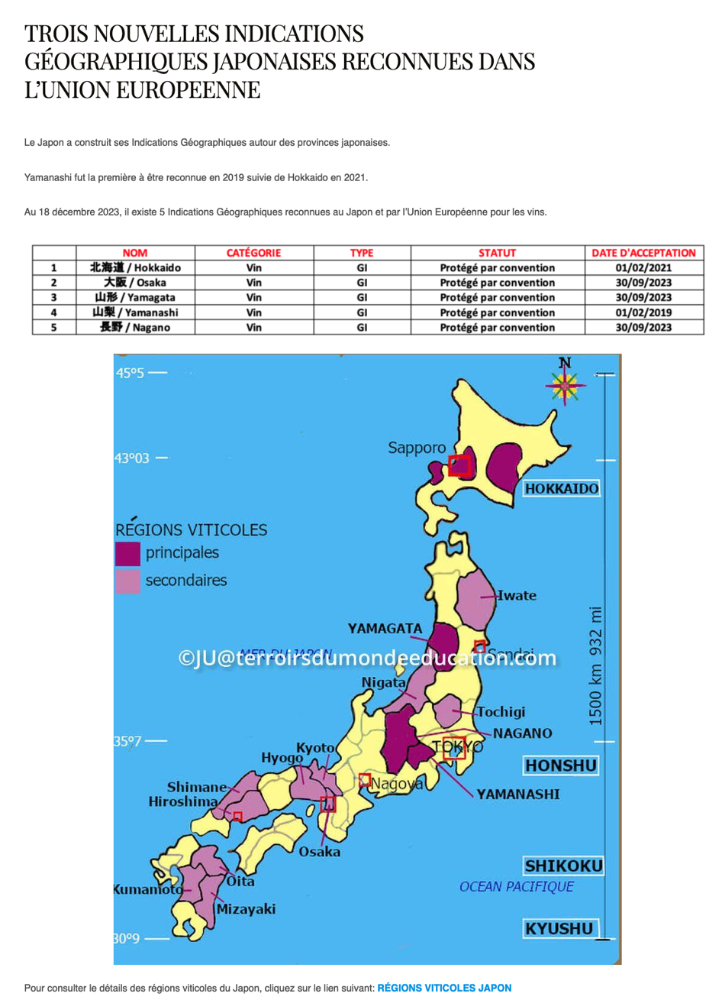 TROIS NOUVELLES INDICATIONS
GÉOGRAPHIQUES JAPONAISES RECONNUES DANS
L’UNION EUROPEENNE
Le Japon a construit ses Indications Géographiques autour des provinces japonaises.
Yamanashi fut la première à être reconnue en 2019 suivie de Hokkaido en 2021.
Au 18 décembre 2023, il existe 5 Indications Géographiques reconnues au Japon et par l’Union Européenne pour les vins.
NOM CATÉGORIE TYPE STATUT DATE D'ACCEPTATION
1 北海道 / Hokkaido Vin GI Protégé par convention 01/02/2021
2 大阪 / Osaka Vin GI Protégé par convention 30/09/2023
3 山形 / Yamagata Vin GI Protégé par convention 30/09/2023
4 山梨 / Yamanashi Vin GI Protégé par convention 01/02/2019
5 長野 / Nagano Vin GI Protégé par convention 30/09/2023
N
45º5
Sapporo
43º03
HOKKAIDO
RÉGIONS VITICOLES
principales
secondaires
Iwate
YAMAGATA
MER DU JAPON
Sendai
©JU@terroirsdumondeeducation.com
1500 km 932 mi
Nigata
Tochigi
NAGANO
35º7
TOKYO
Kyoto
Hyogo
HONSHU
Nagoya
Shimane
YAMANASHI
Hiroshima
Osaka
SHIKOKU
Oita
OCEAN PACIFIQUE
Kumamoto
Mizayaki
KYUSHU
30º9
Pour consulter le détails des régions viticoles du Japon, cliquez sur le lien suivant: RÉGIONS VITICOLES JAPON